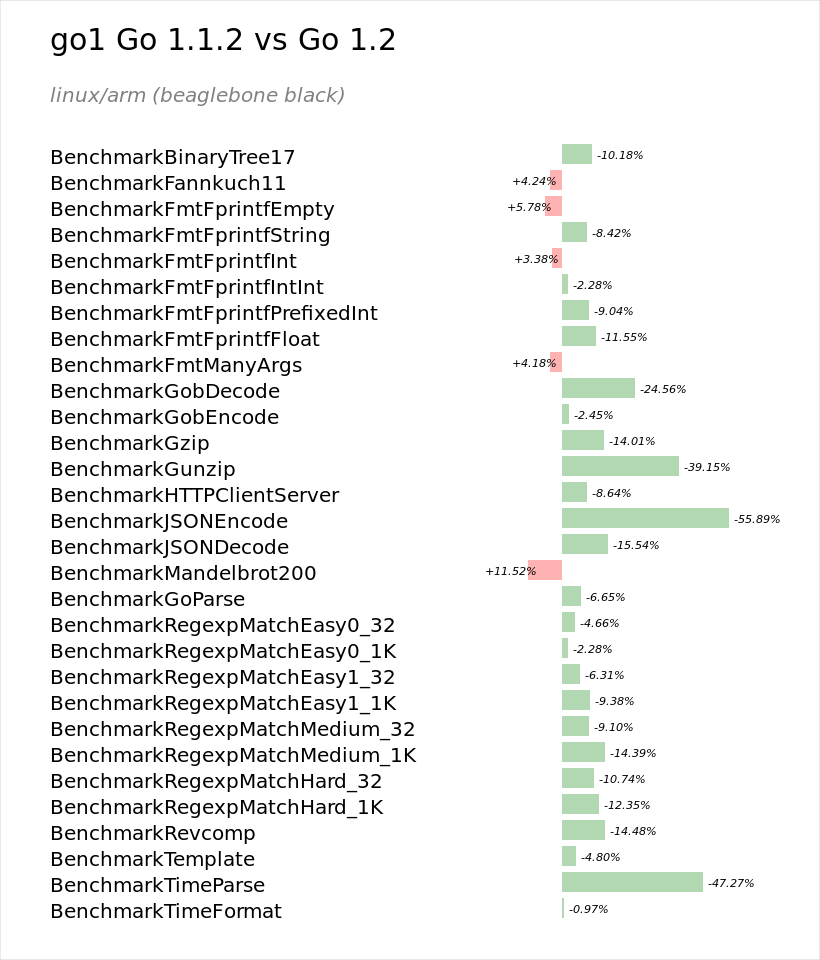 go1 Go 1.1.2 vs Go 1.2
linux/arm (beaglebone black)
BenchmarkBinaryTree17 -10.18%
BenchmarkFannkuch11 +4.24%
BenchmarkFmtFprintfEmpty +5.78%
BenchmarkFmtFprintfString -8.42%
BenchmarkFmtFprintfInt +3.38%
BenchmarkFmtFprintfIntInt -2.28%
BenchmarkFmtFprintfPrefixedInt -9.04%
BenchmarkFmtFprintfFloat -11.55%
BenchmarkFmtManyArgs +4.18%
BenchmarkGobDecode -24.56%
BenchmarkGobEncode -2.45%
BenchmarkGzip -14.01%
BenchmarkGunzip -39.15%
BenchmarkHTTPClientServer -8.64%
BenchmarkJSONEncode -55.89%
BenchmarkJSONDecode -15.54%
BenchmarkMandelbrot200 +11.52%
BenchmarkGoParse -6.65%
BenchmarkRegexpMatchEasy0_32 -4.66%
BenchmarkRegexpMatchEasy0_1K -2.28%
BenchmarkRegexpMatchEasy1_32 -6.31%
BenchmarkRegexpMatchEasy1_1K -9.38%
BenchmarkRegexpMatchMedium_32 -9.10%
BenchmarkRegexpMatchMedium_1K -14.39%
BenchmarkRegexpMatchHard_32 -10.74%
BenchmarkRegexpMatchHard_1K -12.35%
BenchmarkRevcomp -14.48%
BenchmarkTemplate -4.80%
BenchmarkTimeParse -47.27%
BenchmarkTimeFormat -0.97%